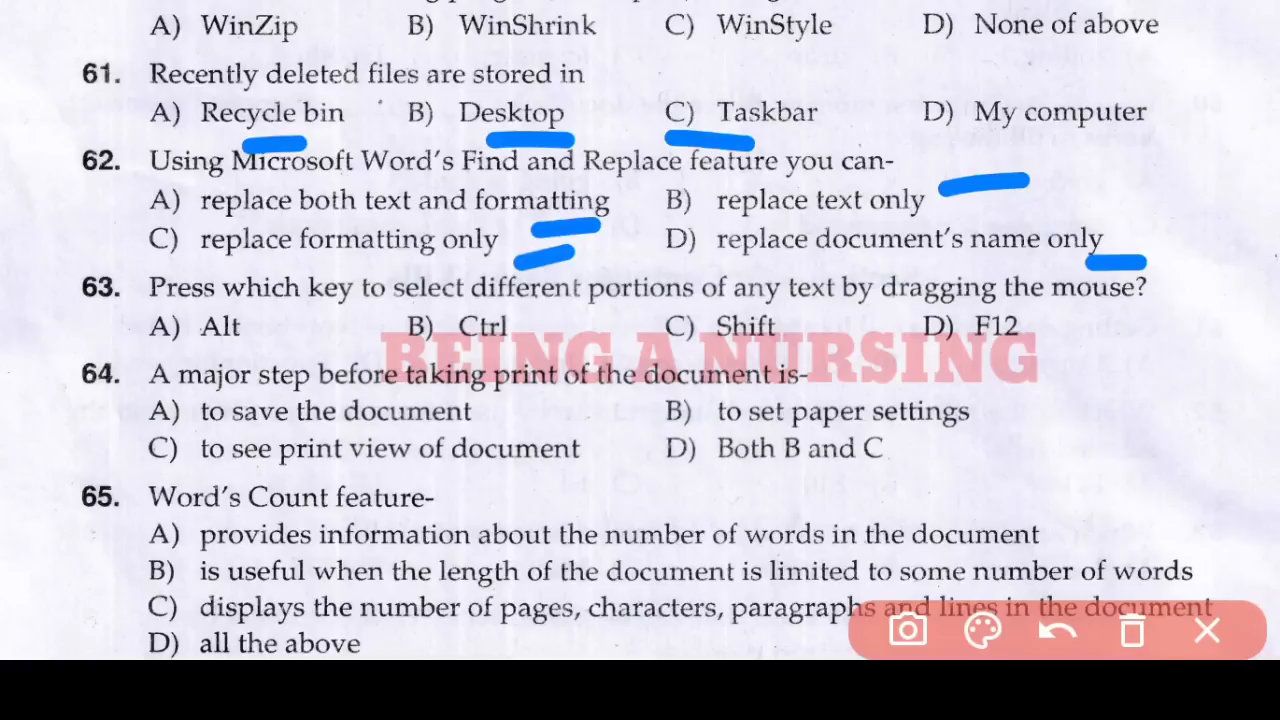 A) WinZip B) WinShrink C) WinStyle D) None of above
61. Recently deleted files are stored in
A) Recycle bin B) Desktop C) Taskbar D) My computer
62. Using Microsoft Word's Find and Replace feature you can-
A) replace both text and formatting B) replace text only
C) replace formatting only D) replace document's name only
63. Press which key to select different portions of any text by dragging the mouse?
A) Alt B) Ctrl C) Shift D) F12
BEING A NURSING
64. A major step before taking print of the document is-
A) to save the document B) to set paper settings
C) to see print view of document D) Both B and C
65. Word's Count feature-
A) provides information about the number of words in the document
B) is useful when the length of the document is limited to some number of words
C) displays the number of pages, characters, paragraphs and lines in the document
D) all the above